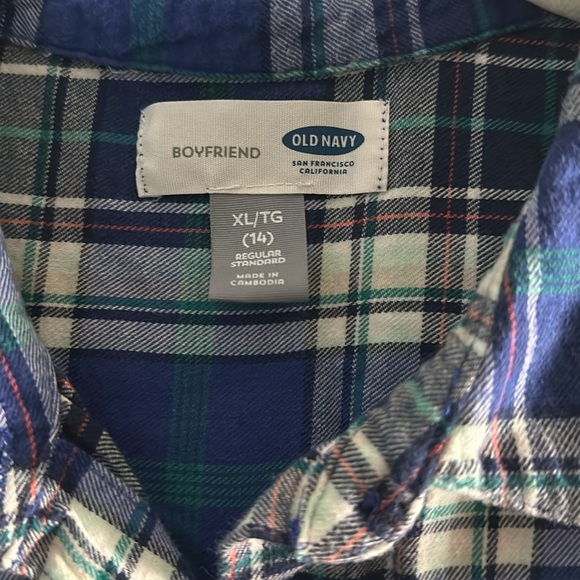 BOYFRIEND
OLD NAVY
SAN FRANCISCO
CALIFORNIA
XL/TG
(14)
REGULAR
STANDARD
MADE IN
CAMBODIA